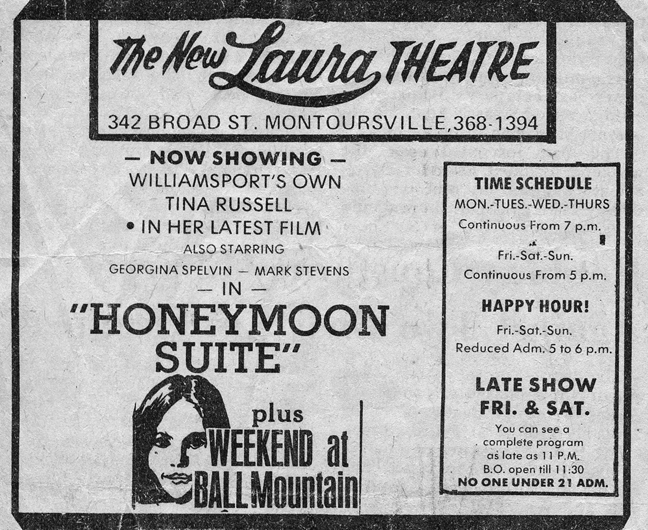 The New Laura THEATRE
342 BROAD ST. MONTOURSVILLE, 368-1394
— NOW SHOWING —
WILLIAMSPORT'S OWN
TINA RUSSELL
• IN HER LATEST FILM
ALSO STARRING
GEORGINA SPELVIN — MARK STEVENS
— IN —
"HONEYMOON
SUITE"
plus
WEEKEND at
BALL Mountain
TIME SCHEDULE
MON.-TUES.-WED.-THURS
Continuous From 7 p.m.
Fri.-Sat.-Sun.
Continuous From 5 p.m.
HAPPY HOUR!
Fri.-Sat.-Sun.
Reduced Adm. 5 to 6 p.m.
LATE SHOW
FRI. & SAT.
You can see a
complete program
as late as 11 P.M.
B.O. open till 11:30
NO ONE UNDER 21 ADM.